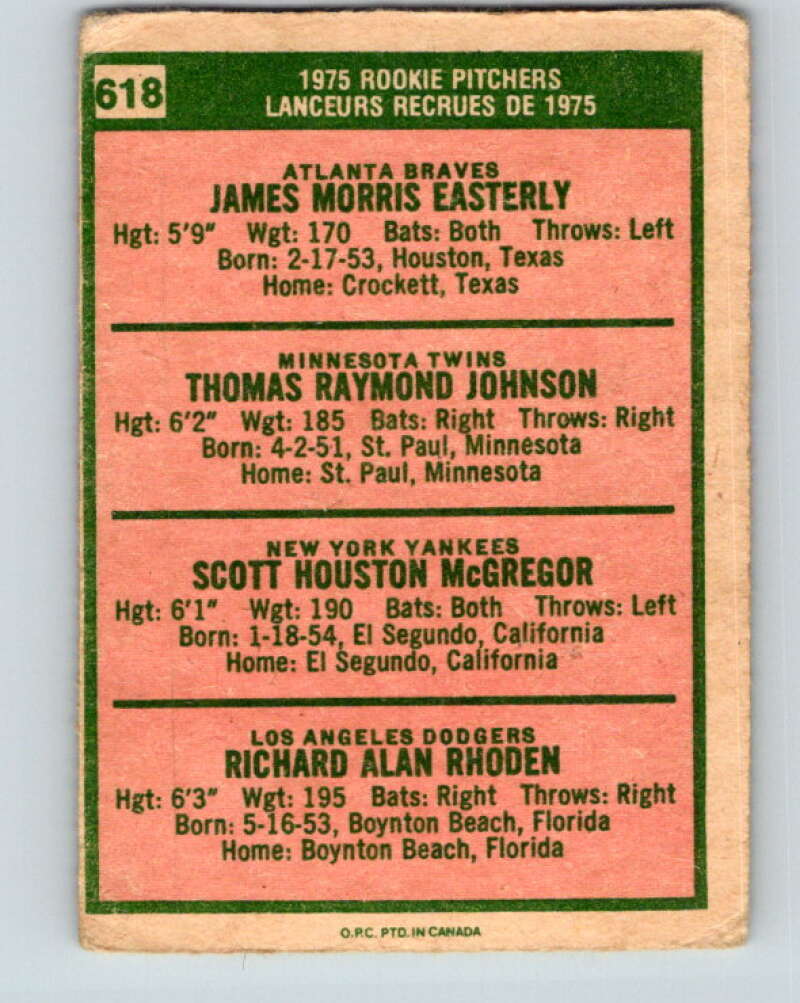 618
1975 ROOKIE PITCHERS
LANCEURS RECRUES DE 1975
ATLANTA BRAVES
JAMES MORRIS EASTERLY
Hgt: 5'9" Wgt: 170 Bats: Both Throws: Left
Born: 2-17-53, Houston, Texas
Home: Crockett, Texas
MINNESOTA TWINS
THOMAS RAYMOND JOHNSON
Hgt: 6'2" Wgt: 185 Bats: Right Throws: Right
Born: 4-2-51, St. Paul, Minnesota
Home: St. Paul, Minnesota
NEW YORK YANKEES
SCOTT HOUSTON McGREGOR
Hgt: 6'1" Wgt: 190 Bats: Both Throws: Left
Born: 1-18-54, El Segundo, California
Home: El Segundo, California
LOS ANGELES DODGERS
RICHARD ALAN RHODEN
Hgt: 6'3" Wgt: 195 Bats: Right Throws: Right
Born: 5-16-53, Boynton Beach, Florida
Home: Boynton Beach, Florida
O.P.C. PTD. IN CANADA